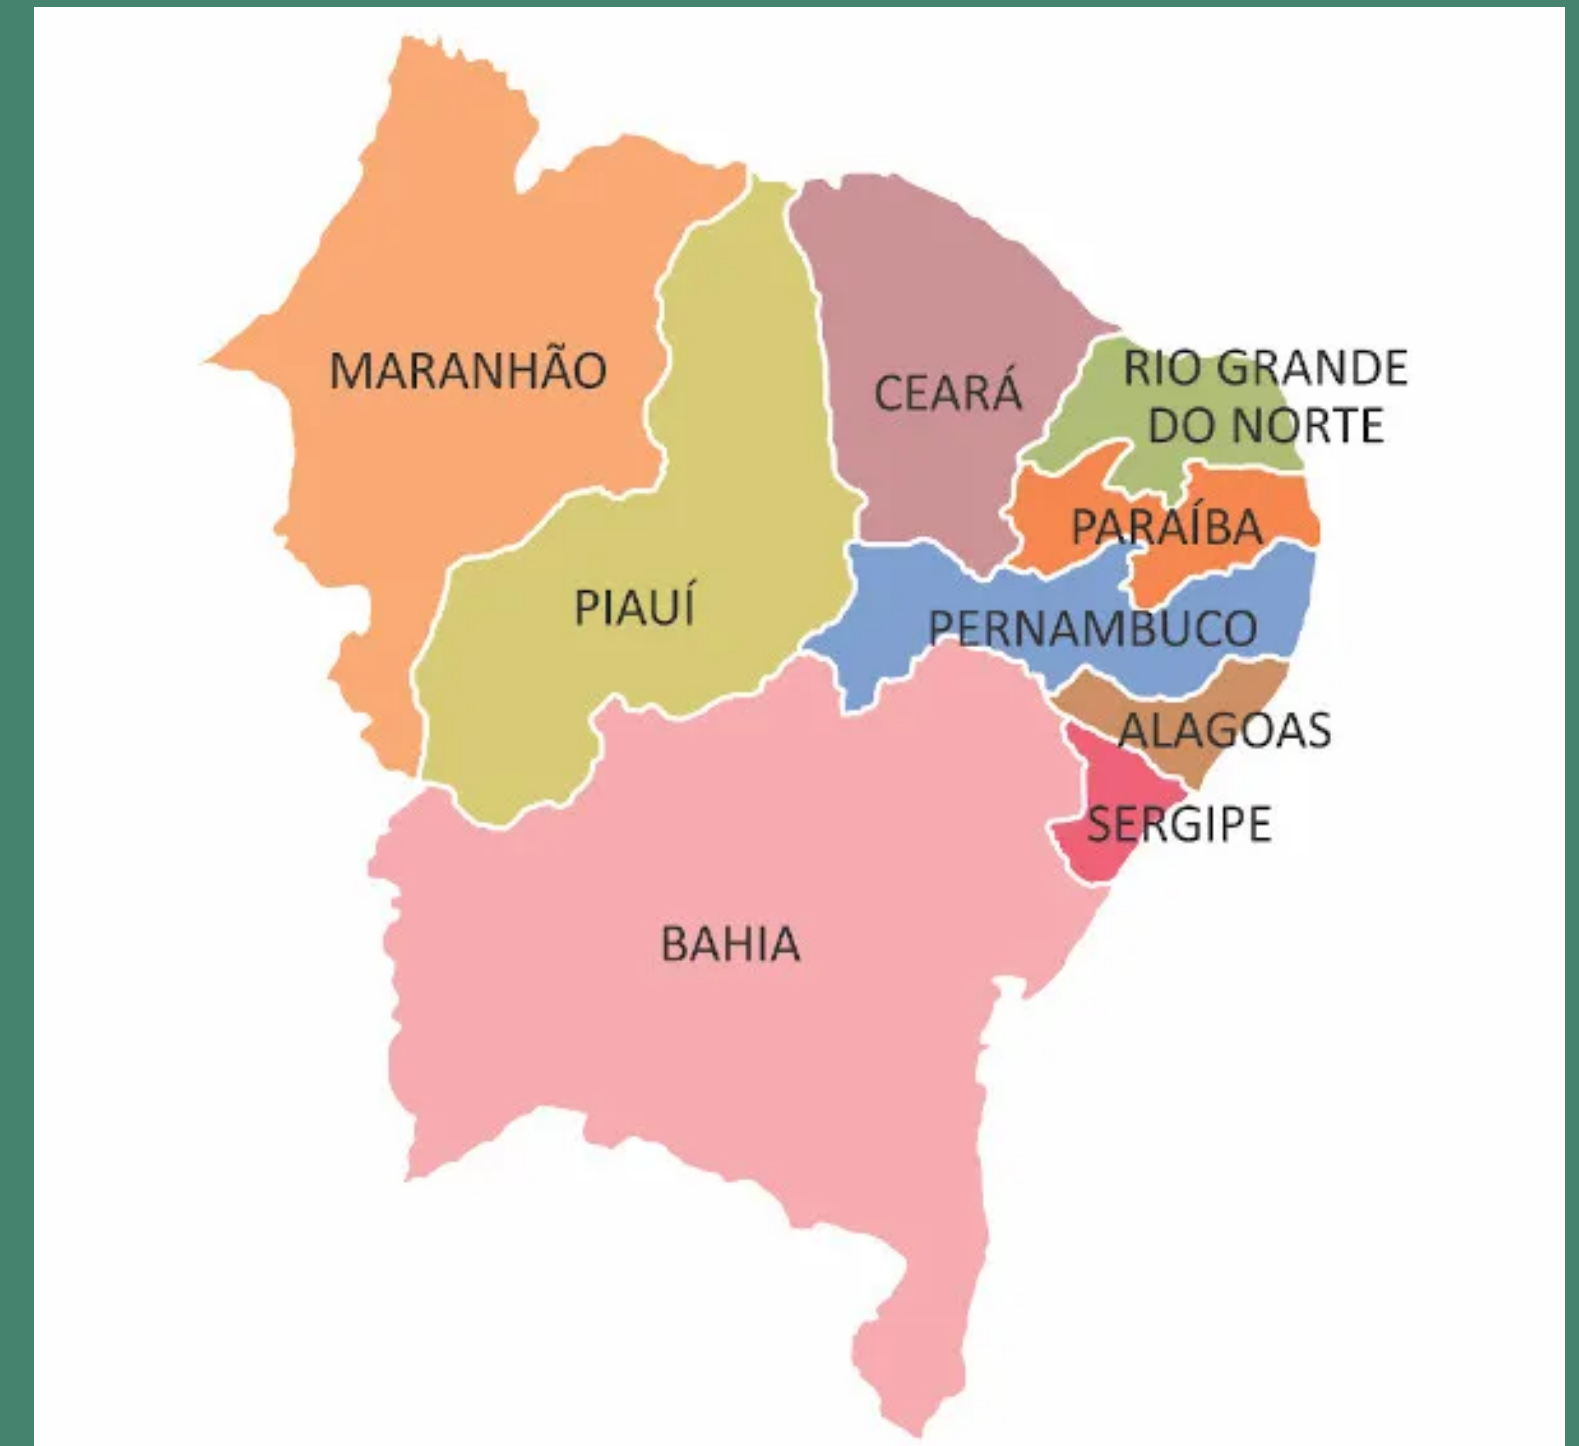 MARANHÃO
CEARÁ
RIO GRANDE
DO NORTE
PARAÍBA
PIAUÍ
PERNAMBUCO
ALAGOAS
SERGIPE
BAHIA